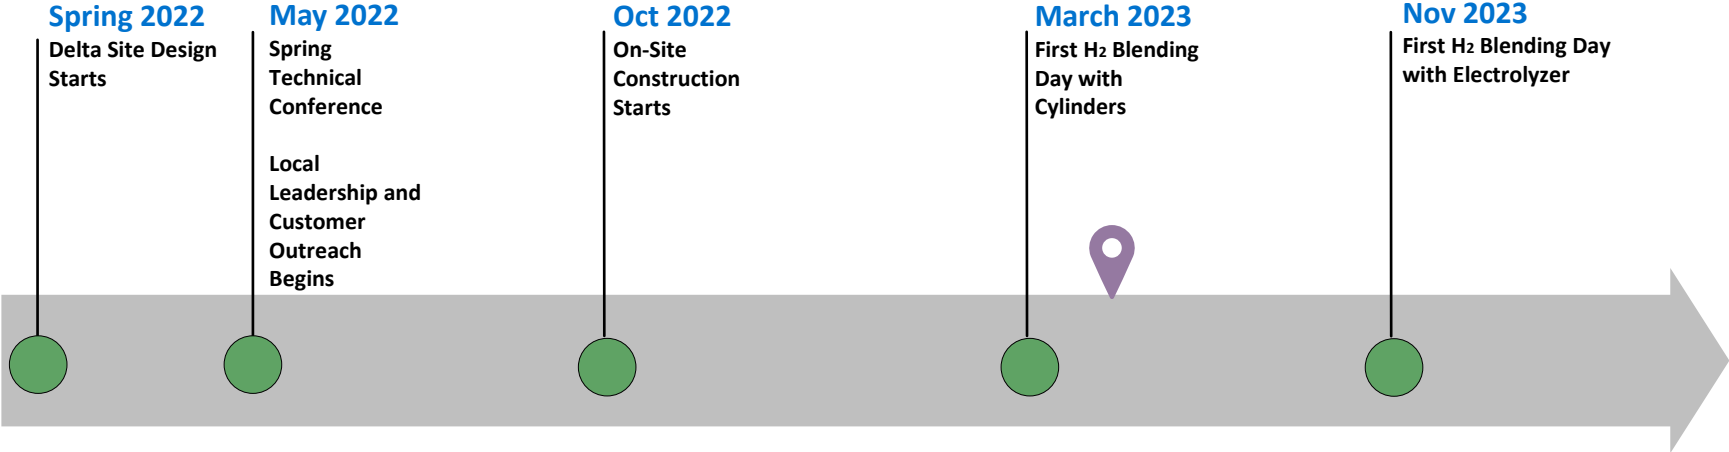 Spring 2022
Delta Site Design
Starts
May 2022
Spring
Technical
Conference
Local
Leadership and
Customer
Outreach
Begins
Oct 2022
On-Site
Construction
Starts
March 2023
First H₂ Blending
Day with
Cylinders
Nov 2023
First H₂ Blending Day
with Electrolyzer